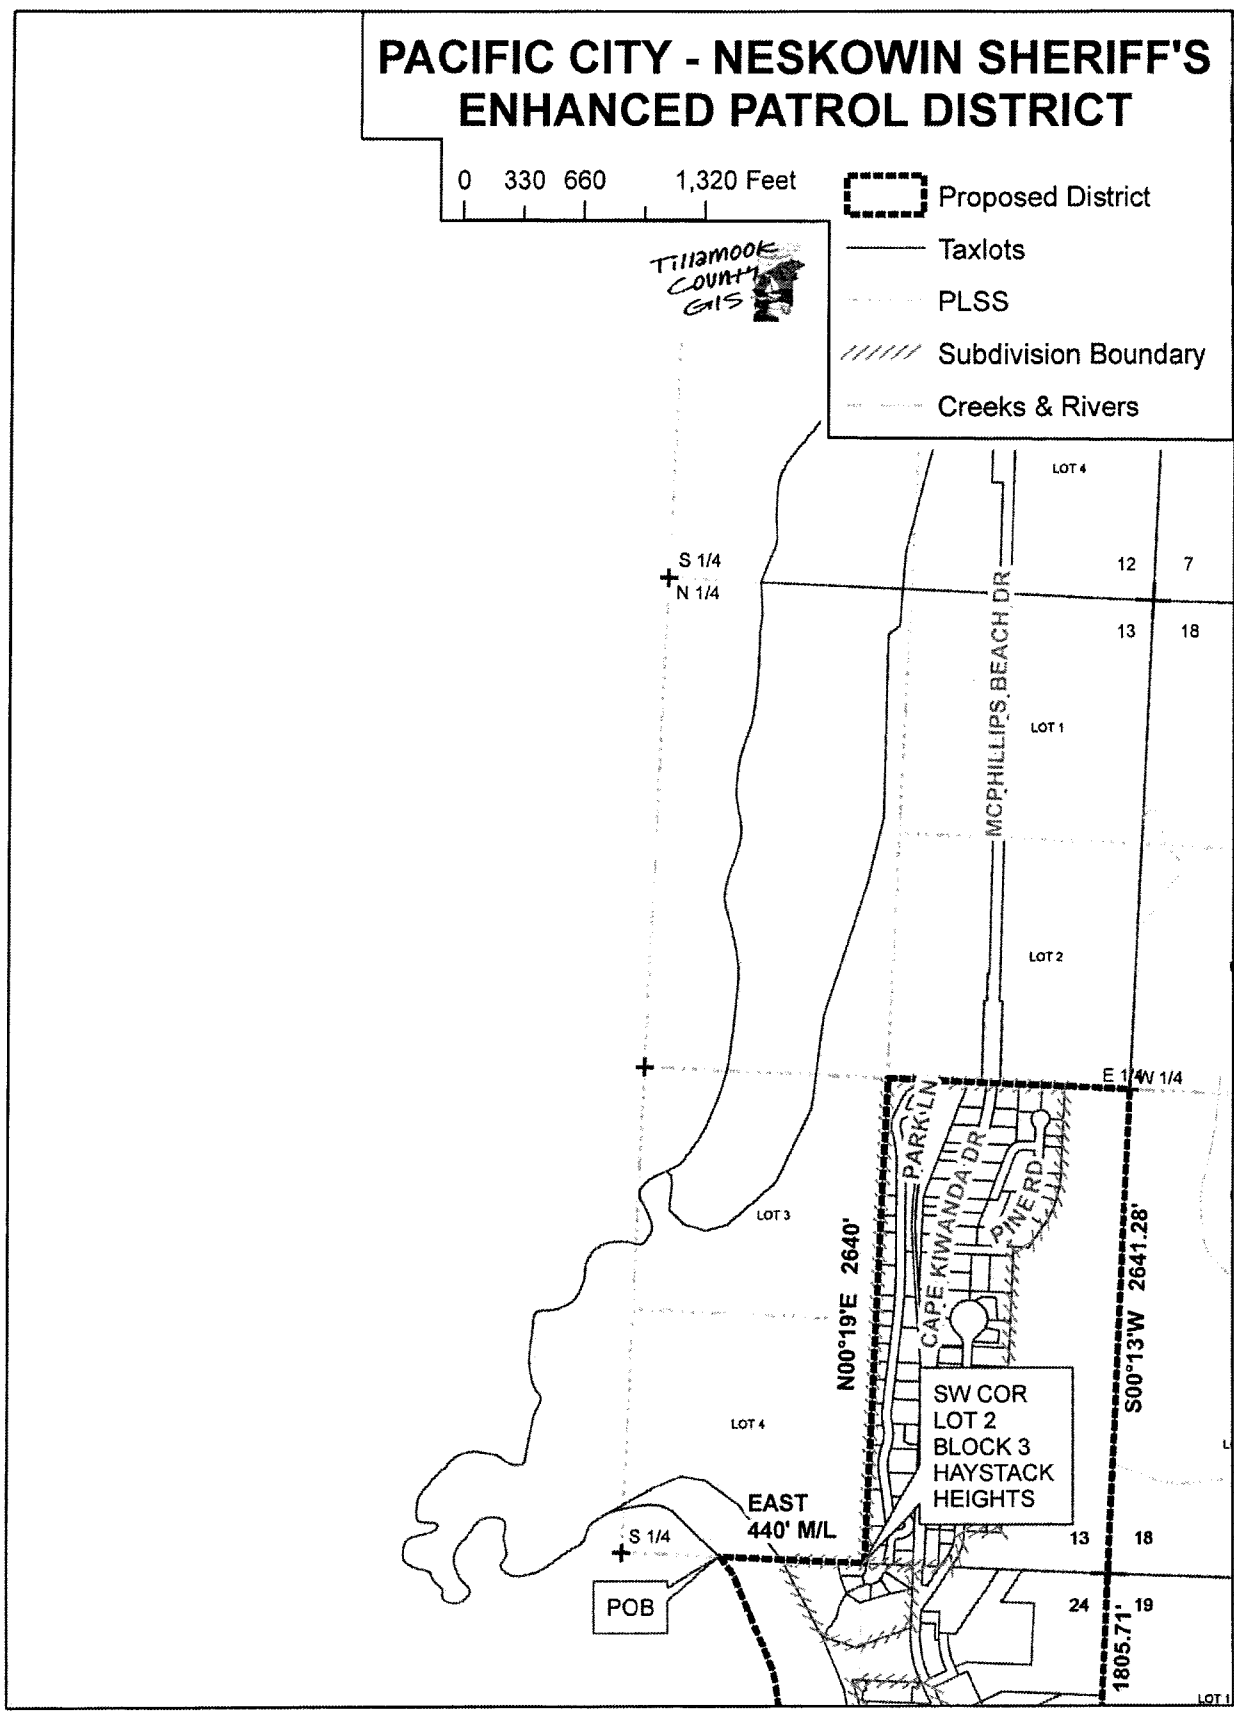 PACIFIC CITY - NESKOWIN SHERIFF'S
ENHANCED PATROL DISTRICT
0 330 660 1,320 Feet
Proposed District
Taxlots
PLSS
Subdivision Boundary
Creeks & Rivers
Tillamook
County
GIS
LOT 4
S 1/4
N 1/4
12 7
13 18
MCPHILLIPS BEACH DR
LOT 1
LOT 2
E 1/4 W 1/4
PARK LN
CAPE KIWANDA DR
PINE RD
LOT 3
N00°19'E 2640'
S00°13'W 2641.28'
SW COR
LOT 2
BLOCK 3
HAYSTACK
HEIGHTS
LOT 4
EAST
440' M/L
S 1/4
13 18
POB
24 19
1805.71'
LOT 1